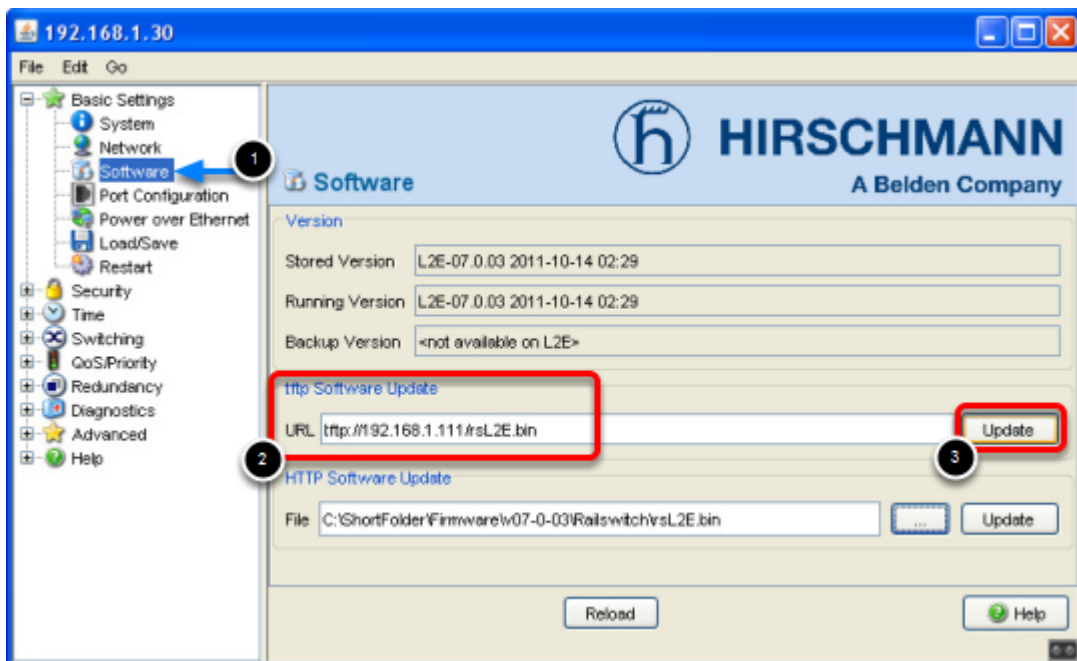 192.168.1.30
File Edit Go
Basic Settings
System
Network
Software
Port Configuration
Power over Ethernet
Load/Save
Restart
Security
Time
Switching
QoS/Priority
Redundancy
Diagnostics
Advanced
Help
1
HIRSCHMANN
A Belden Company
Software
Version
Stored Version L2E-07.0.03 2011-10-14 02:29
Running Version L2E-07.0.03 2011-10-14 02:29
Backup Version <not available on L2E>
tftp Software Update
URL tftp://192.168.1.111/rsL2E.bin Update
2
3
HTTP Software Update
File C:\ShortFolder\Firmware\v07-0-03\Railswitch\rsL2E.bin ... Update
Reload Help